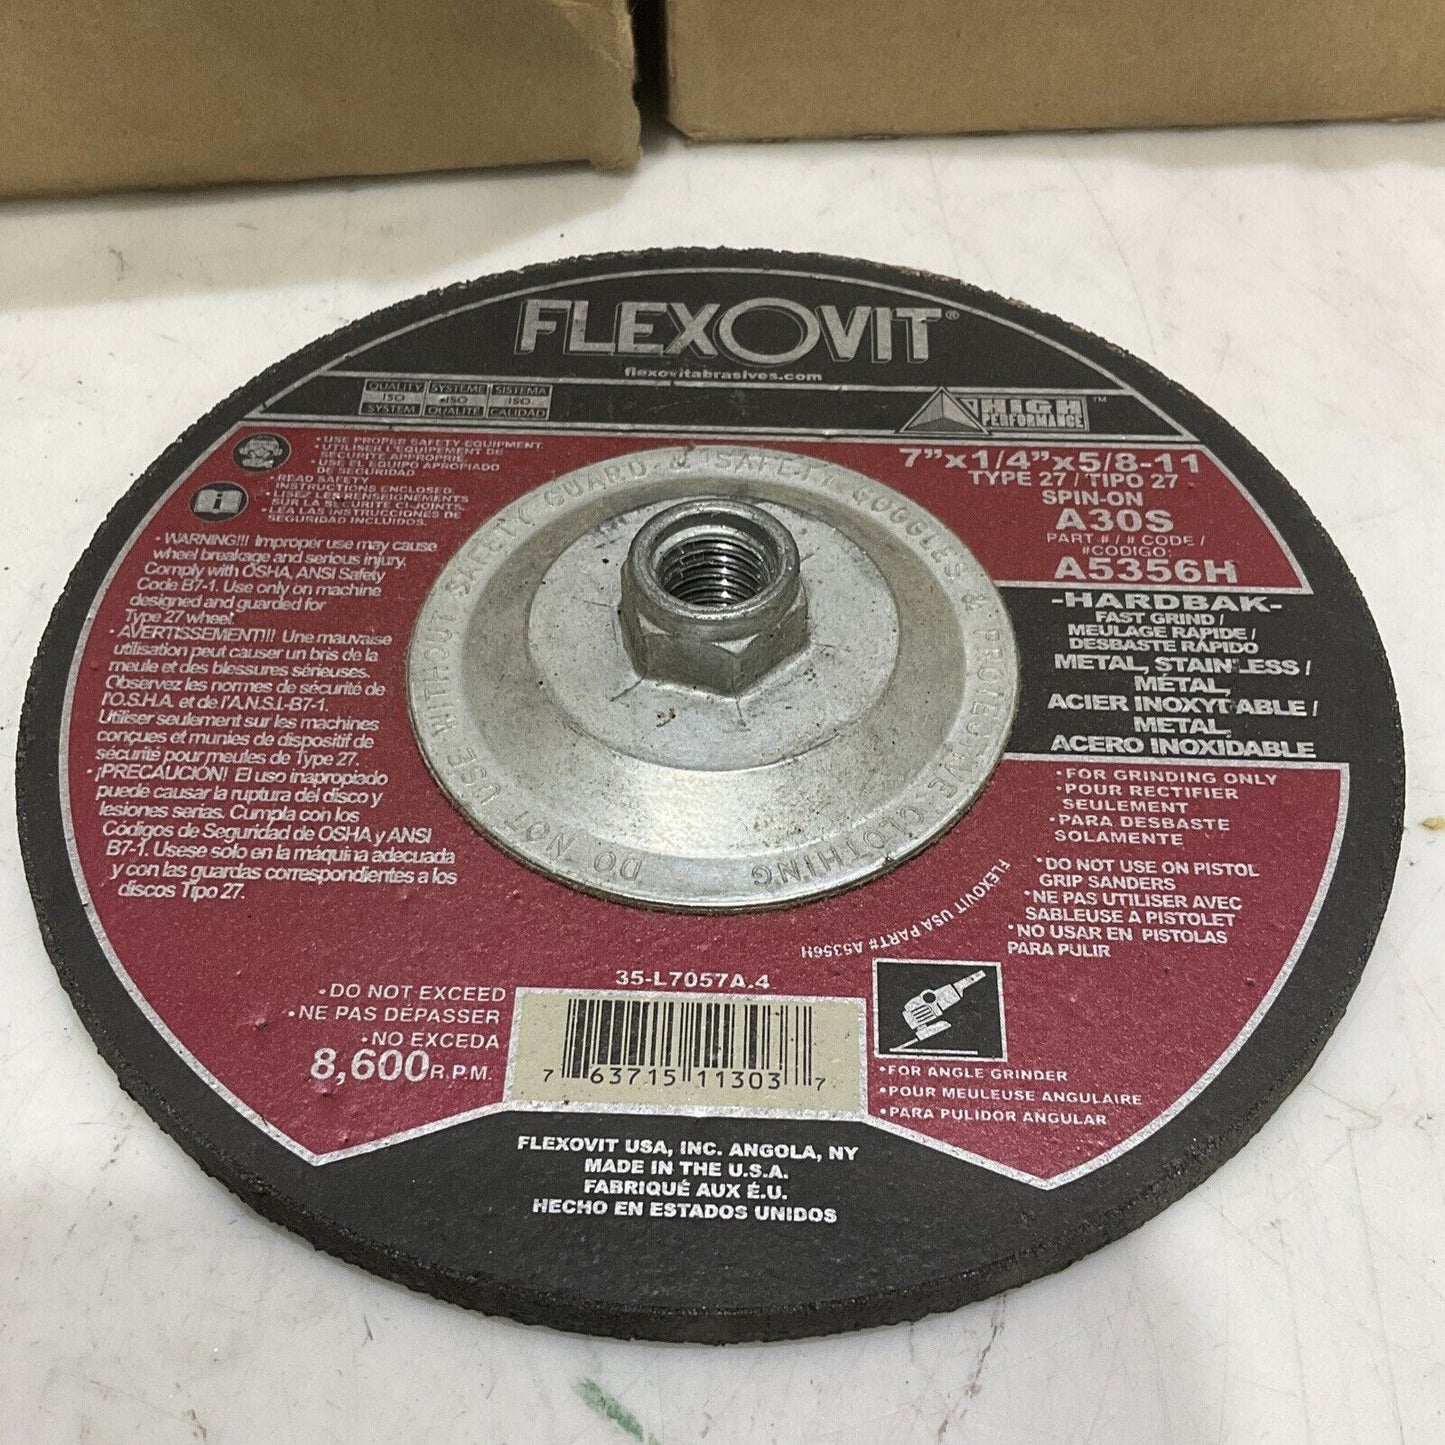 FLEXOVIT®
flexovitabrasives.com
QUALITY ISO SYSTEM
SYSTÈME ISO QUALITÉ
SISTEMA ISO CALIDAD
HIGH PERFORMANCE™
• USE PROPER SAFETY EQUIPMENT.
• UTILISER L'ÉQUIPEMENT DE
SÉCURITÉ APPROPRIÉ
USE EL EQUIPO APROPIADO
DE SEGURIDAD
• READ SAFETY
INSTRUCTIONS ENCLOSED.
• LISEZ LES RENSEIGNEMENTS
SUR LA SÉCURITÉ CI-JOINTS.
• LEA LAS INSTRUCCIONES DE
SEGURIDAD INCLUIDOS.
• WARNING!!! Improper use may cause
wheel breakage and serious injury.
Comply with OSHA, ANSI Safety
Code B7-1. Use only on machine
designed and guarded for
Type 27 wheel.
• AVERTISSEMENT!!! Une mauvaise
utilisation peut causer un bris de la
meule et des blessures sérieuses.
Observez les normes de sécurité de
l'O.S.H.A. et de l'A.N.S.I.-B7-1.
Utiliser seulement sur les machines
conçues et munies de dispositif de
sécurité pour meules de Type 27.
• ¡PRECAUCIÓN! El uso inapropiado
puede causar la ruptura del disco y
lesiones serias. Cumpla con los
Códigos de Seguridad de OSHA y ANSI
B7-1. Usese solo en la máquina adecuada
y con las guardas correspondientes a los
discos Tipo 27.
DO NOT USE WITHOUT SAFETY GUARD & SAFETY GOGGLES & PROTECTIVE CLOTHING
7"x1/4"x5/8-11
TYPE 27 / TIPO 27
SPIN-ON
A30S
PART # / # CODE /
#CODIGO:
A5356H
-HARDBAK-
FAST GRIND /
MEULAGE RAPIDE /
DESBASTE RÁPIDO
METAL, STAINLESS /
MÉTAL,
ACIER INOXYDABLE /
METAL,
ACERO INOXIDABLE
• FOR GRINDING ONLY
• POUR RECTIFIER
SEULEMENT
• PARA DESBASTE
SOLAMENTE
• DO NOT USE ON PISTOL
GRIP SANDERS
• NE PAS UTILISER AVEC
SABLEUSE A PISTOLET
• NO USAR EN PISTOLAS
PARA PULIR
FLEXOVIT USA PART# A5356H
35-L7057A.4
• DO NOT EXCEED
• NE PAS DÉPASSER
• NO EXCEDA
8,600 R.P.M.
7 63715 11303 7
• FOR ANGLE GRINDER
• POUR MEULEUSE ANGULAIRE
• PARA PULIDOR ANGULAR
FLEXOVIT USA, INC. ANGOLA, NY
MADE IN THE U.S.A.
FABRIQUÉ AUX É.U.
HECHO EN ESTADOS UNIDOS